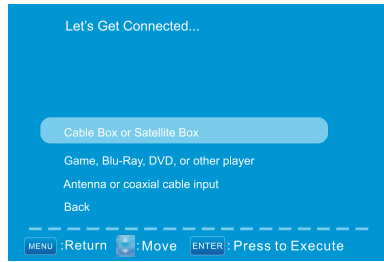 Let's Get Connected...
Cable Box or Satellite Box
Game, Blu-Ray, DVD, or other player
Antenna or coaxial cable input
Back
MENU :Return :Move ENTER : Press to Execute